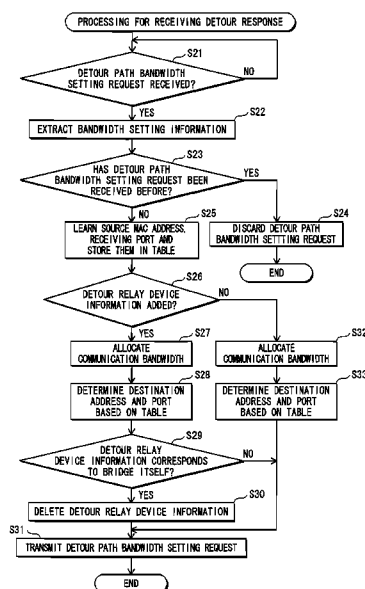 PROCESSING FOR RECEIVING DETOUR RESPONSE
S21
DETOUR PATH BANDWIDTH
SETTING REQUEST RECEIVED?
NO
YES
S22
EXTRACT BANDWIDTH SETTING INFORMATION
S23
HAS DETOUR PATH
BANDWIDTH SETTING REQUEST BEEN
RECEIVED BEFORE?
YES
NO
S25
LEARN SOURCE MAC ADDRESS,
RECEIVING PORT AND
STORE THEM IN TABLE
S24
DISCARD DETOUR PATH
BANDWIDTH SETTTING REQUEST
END
S26
DETOUR RELAY DEVICE
INFORMATION ADDED?
NO
YES
S27
ALLOCATE
COMMUNICATION BANDWIDTH
S32
ALLOCATE
COMMUNICATION BANDWIDTH
S28
DETERMINE DESTINATION
ADDRESS AND PORT
BASED ON TABLE
S33
DETERMINE DESTINATION
ADDRESS AND PORT
BASED ON TABLE
S29
DETOUR RELAY
DEVICE INFORMATION CORRESPONDS
TO BRIDGE ITSELF?
NO
YES
S30
DELETE DETOUR RELAY DEVICE INFORMATION
S31
TRANSMIT DETOUR PATH BANDWIDTH SETTING REQUEST
END